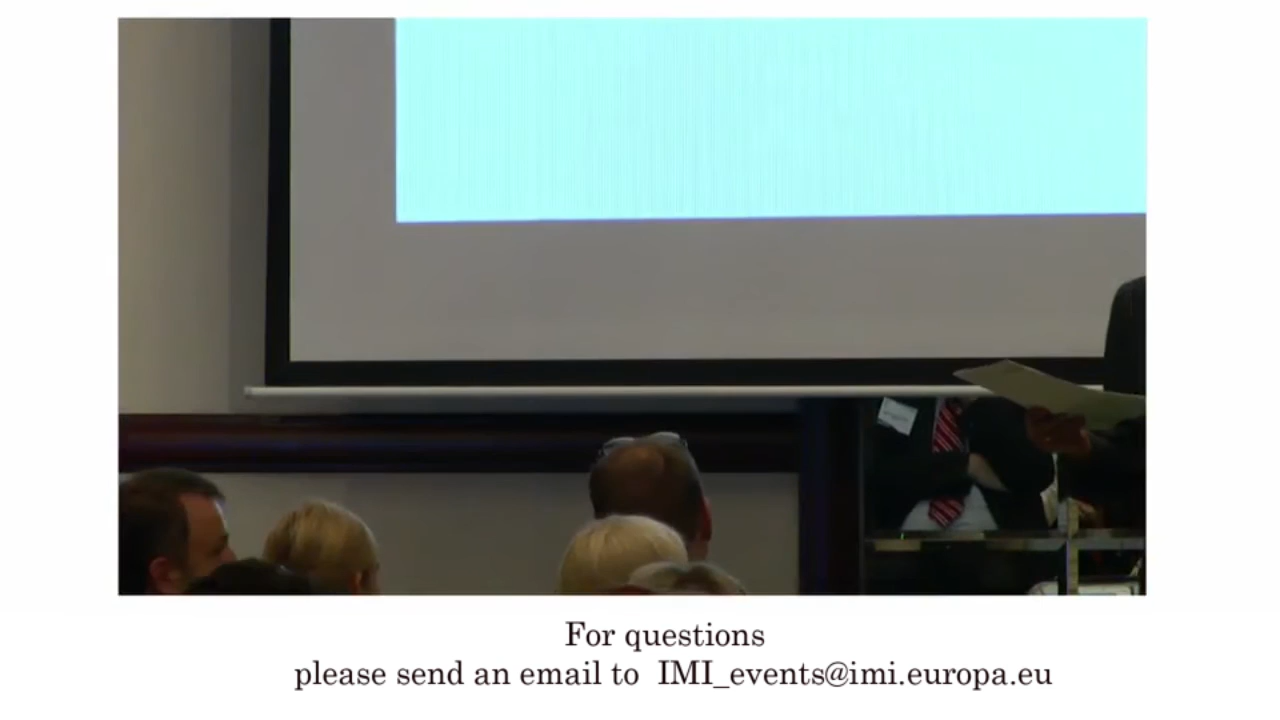 For questions
please send an email to IMI_events@imi.europa.eu